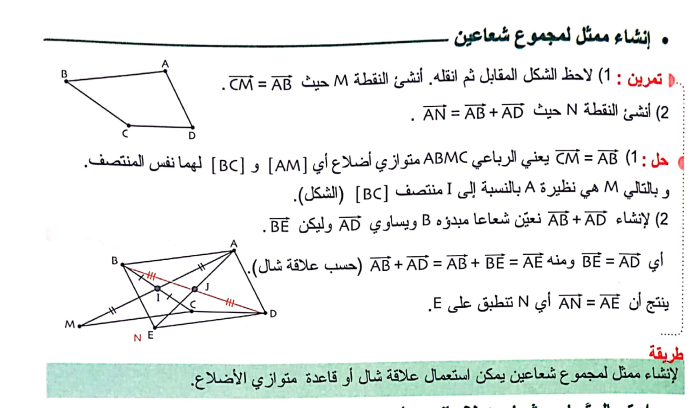 • إنشاء ممثل لمجموع شعاعين
تمرين : 1) لاحظ الشكل المقابل ثم انقله. أنشئ النقطة M حيث $\overrightarrow{CM} = \overrightarrow{AB}$ .
2) أنشئ النقطة N حيث $\overrightarrow{AN} = \overrightarrow{AB} + \overrightarrow{AD}$ .
A
B
C
D
حل : 1) $\overrightarrow{CM} = \overrightarrow{AB}$ يعني الرباعي ABMC متوازي أضلاع أي [AM] و [BC] لهما نفس المنتصف.
و بالتالي M هي نظيرة A بالنسبة إلى I منتصف [BC] (الشكل).
2) لإنشاء $\overrightarrow{AB} + \overrightarrow{AD}$ نعيّن شعاعا مبدؤه B ويساوي $\overrightarrow{AD}$ وليكن $\overrightarrow{BE}$ .
أي $\overrightarrow{BE} = \overrightarrow{AD}$ ومنه $\overrightarrow{AB} + \overrightarrow{AD} = \overrightarrow{AB} + \overrightarrow{BE} = \overrightarrow{AE}$ (حسب علاقة شال).
ينتج أن $\overrightarrow{AN} = \overrightarrow{AE}$ أي N تنطبق على E.
A
B
I
J
C
D
M
N E
طريقة
لإنشاء ممثل لمجموع شعاعين يمكن استعمال علاقة شال أو قاعدة متوازي الأضلاع.